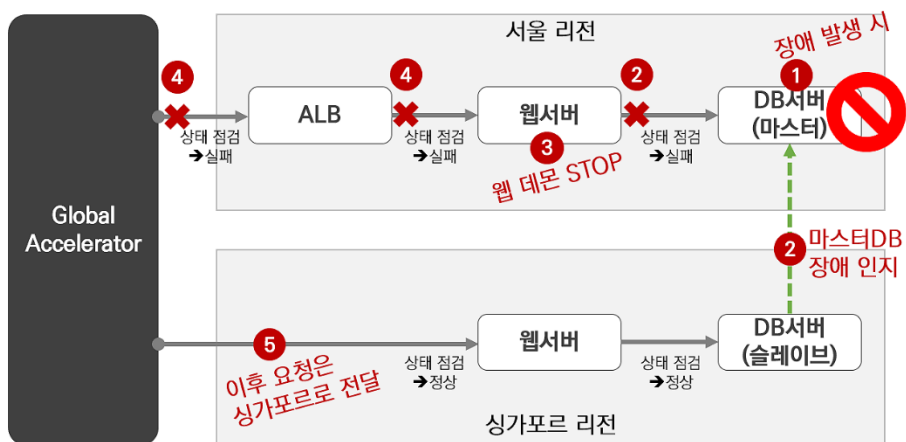 서울 리전
장애 발생 시
4
4
2
1
ALB
웹서버
DB서버
(마스터)
상태 점검
➔실패
상태 점검
➔실패
상태 점검
➔실패
3
웹 데몬 STOP
Global
Accelerator
2
마스터DB
장애 인지
5
웹서버
DB서버
(슬레이브)
상태 점검
➔정상
상태 점검
➔정상
이후 요청은
싱가포르로 전달
싱가포르 리전